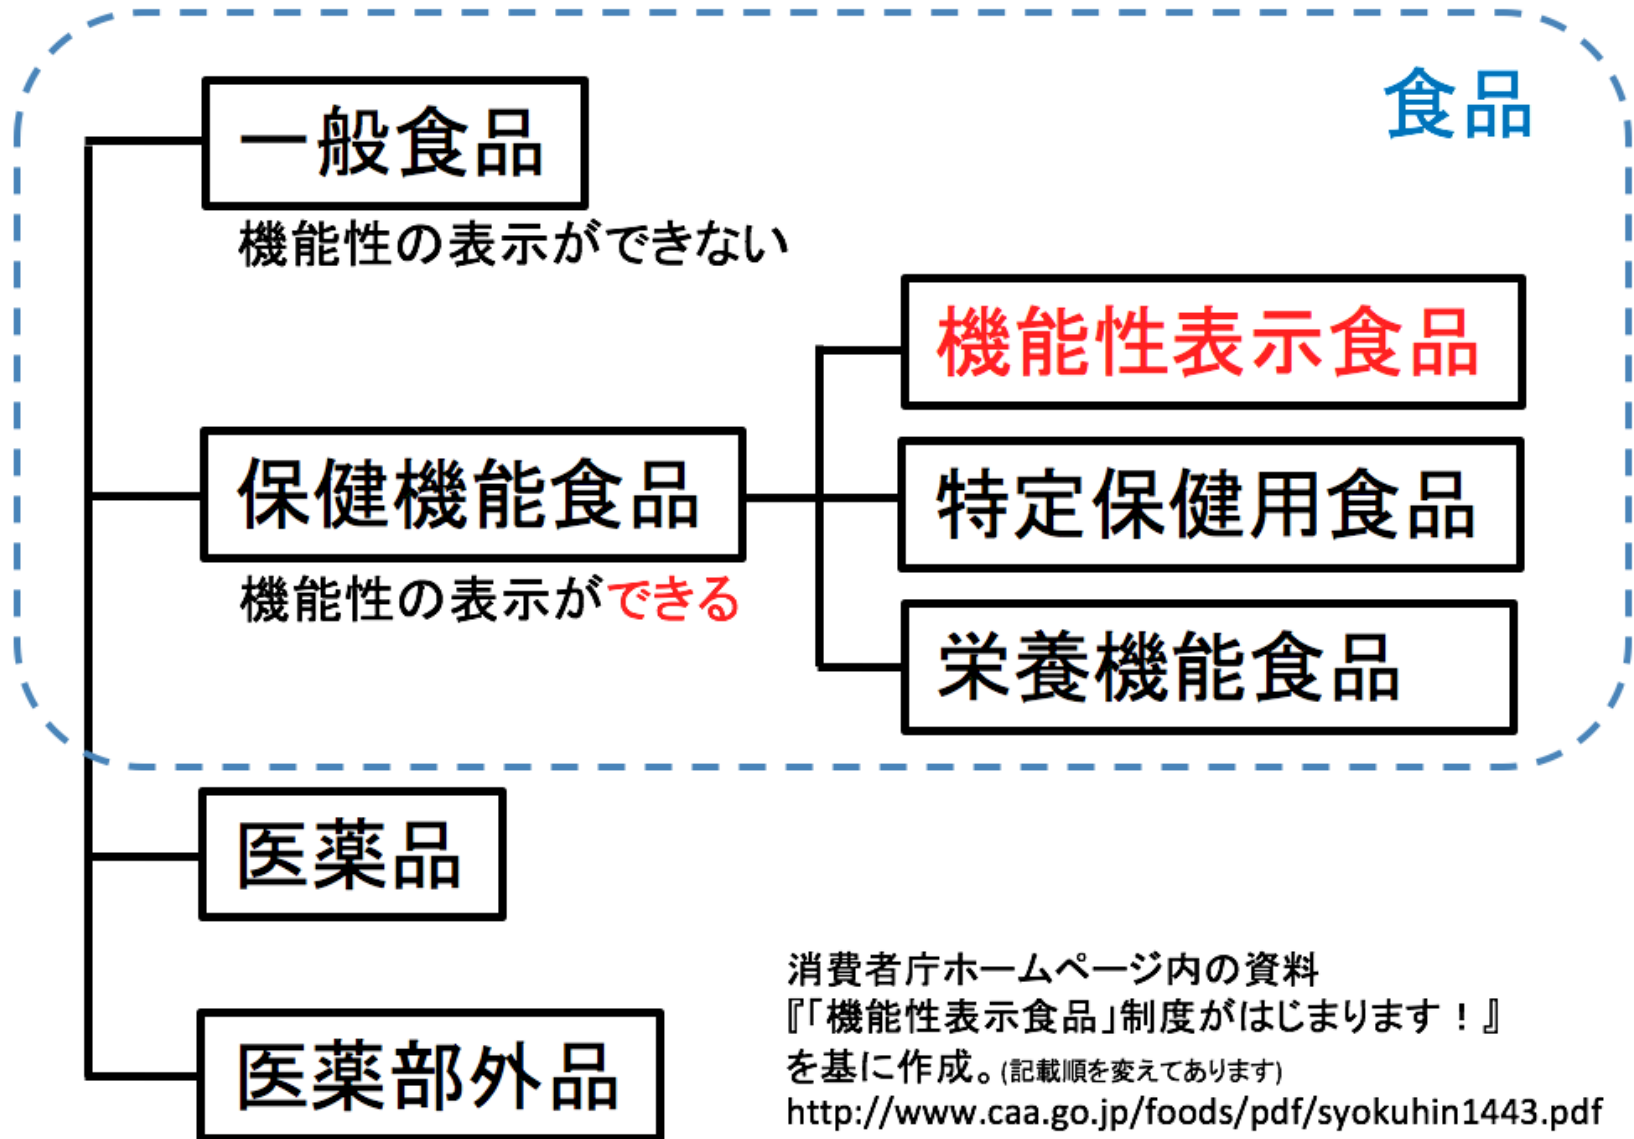 食品
一般食品
機能性の表示ができない
機能性表示食品
保健機能食品
機能性の表示ができる
特定保健用食品
栄養機能食品
医薬品
医薬部外品
消費者庁ホームページ内の資料
『「機能性表示食品」制度がはじまります！』
を基に作成。(記載順を変えてあります)
http://www.caa.go.jp/foods/pdf/syokuhin1443.pdf